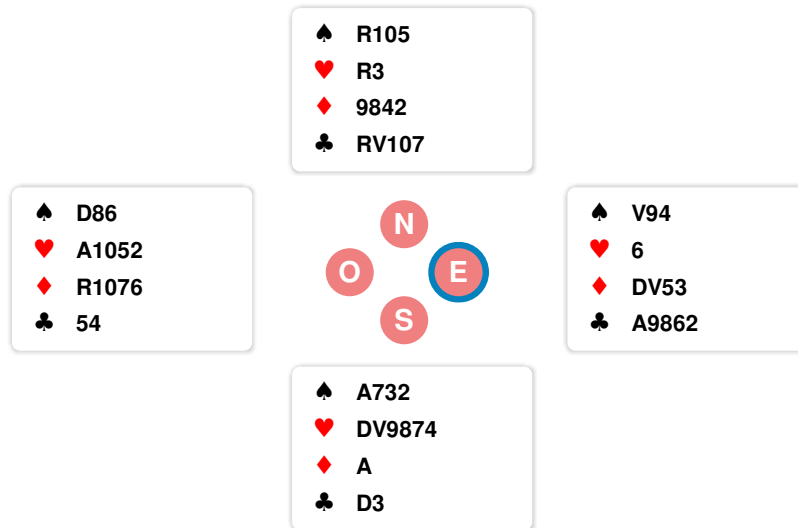 ♠ R105
♥ R3
♦ 9842
♣ RV107
♠ D86
♥ A1052
♦ R1076
♣ 54
N
O E
S
♠ V94
♥ 6
♦ DV53
♣ A9862
♠ A732
♥ DV9874
♦ A
♣ D3